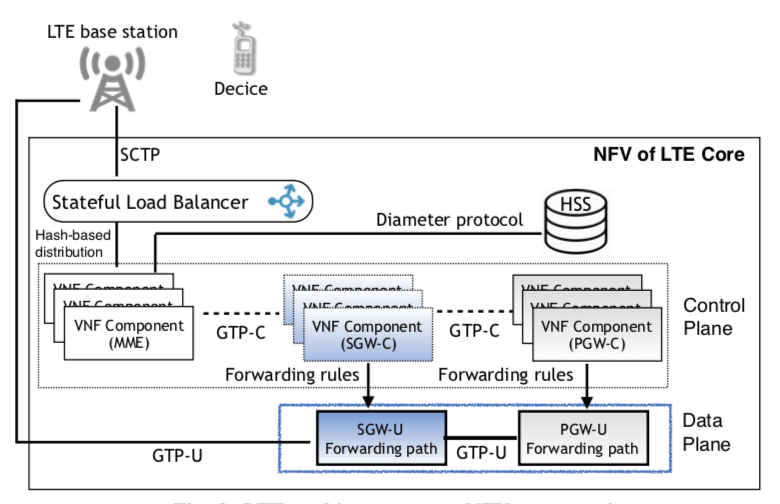 LTE base station
Decice
SCTP
NFV of LTE Core
Stateful Load Balancer
HSS
Diameter protocol
Hash-based
distribution
VNF Component
VNF Component
VNF Component
(MME)
GTP-C
VNF Component
VNF Component
VNF Component
(SGW-C)
GTP-C
VNF Component
VNF Component
VNF Component
(PGW-C)
Control
Plane
Forwarding rules
Forwarding rules
SGW-U
Forwarding path
GTP-U
PGW-U
Forwarding path
Data
Plane
GTP-U